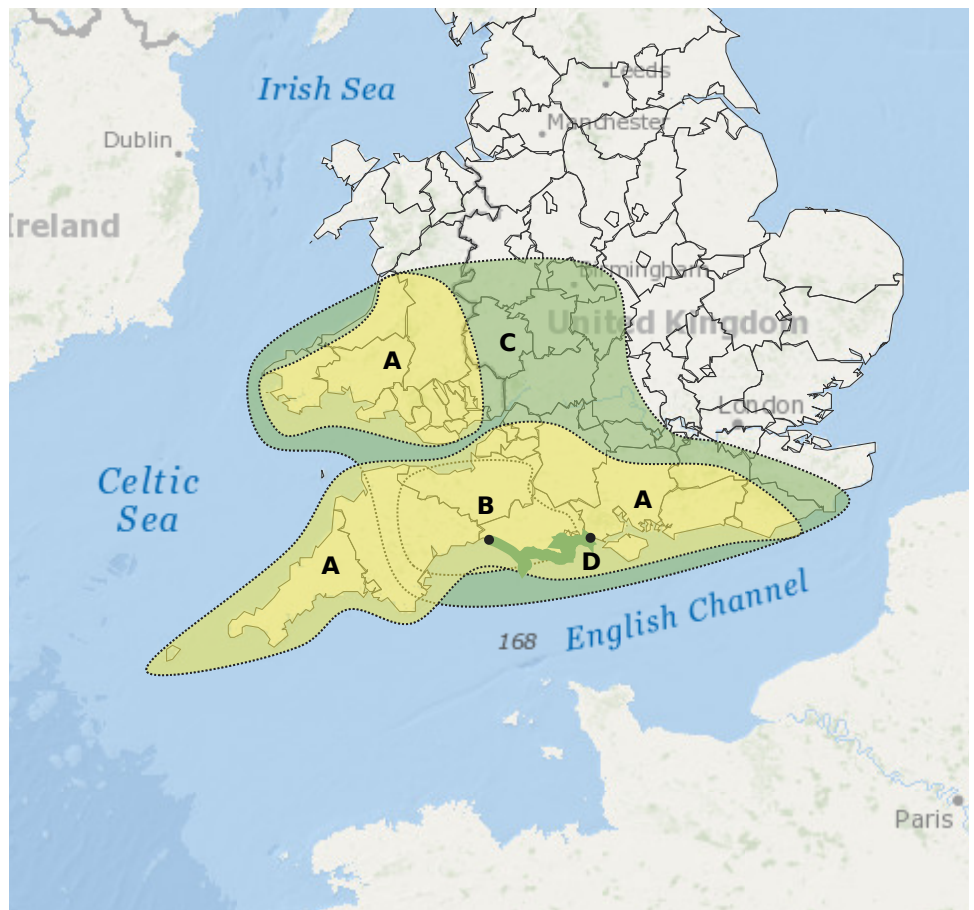 Leeds
Irish Sea
Manchester
Dublin
Ireland
Birmingham
United Kingdom
C
A
London
Celtic
Sea
B
A
A
D
English Channel
168
Paris